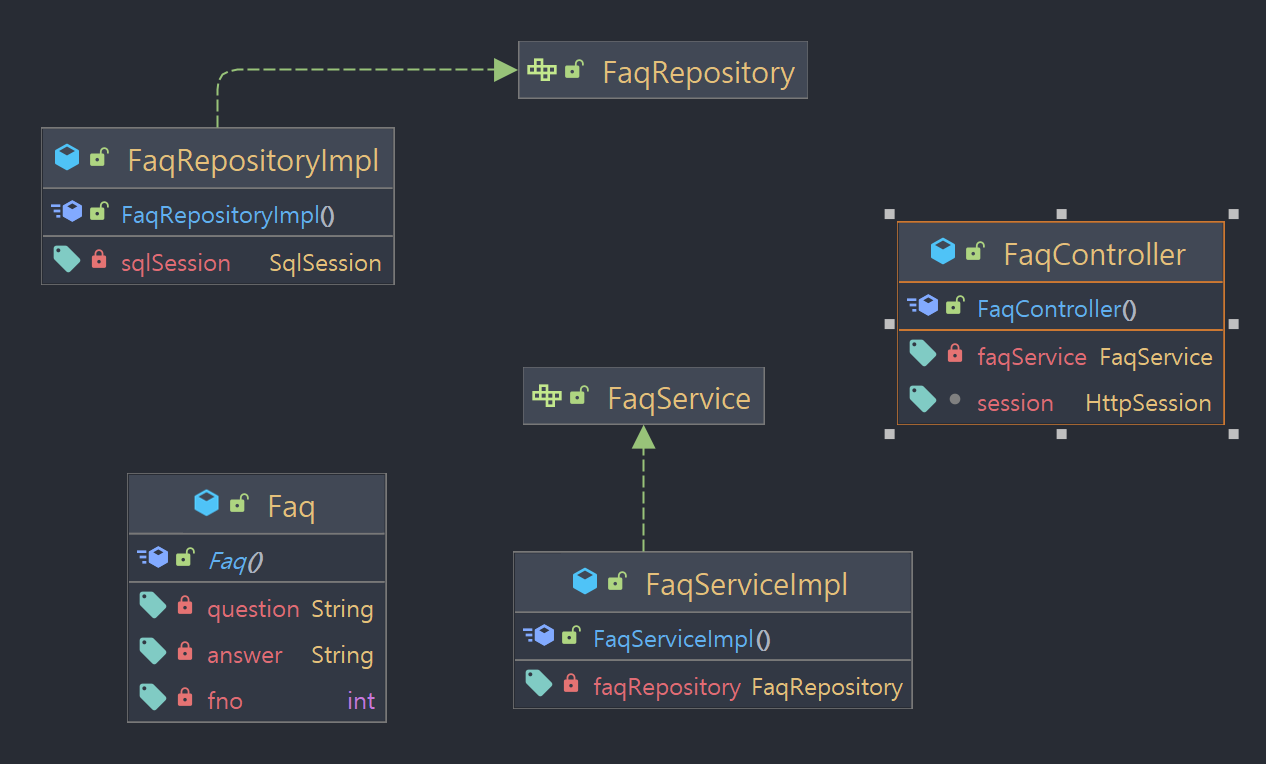 FaqRepository
FaqRepositoryImpl
FaqRepositoryImpl()
sqlSession SqlSession
FaqController
FaqController()
faqService FaqService
session HttpSession
FaqService
Faq
Faq()
question String
answer String
fno int
FaqServiceImpl
FaqServiceImpl()
faqRepository FaqRepository